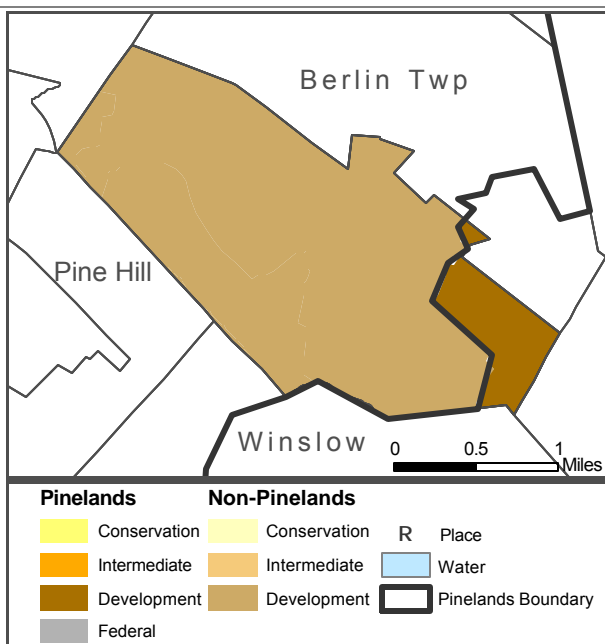 Berlin Twp
Pine Hill
Winslow
0 0.5 1
Miles
Pinelands Non-Pinelands
Conservation Conservation R Place
Intermediate Intermediate Water
Development Development Pinelands Boundary
Federal